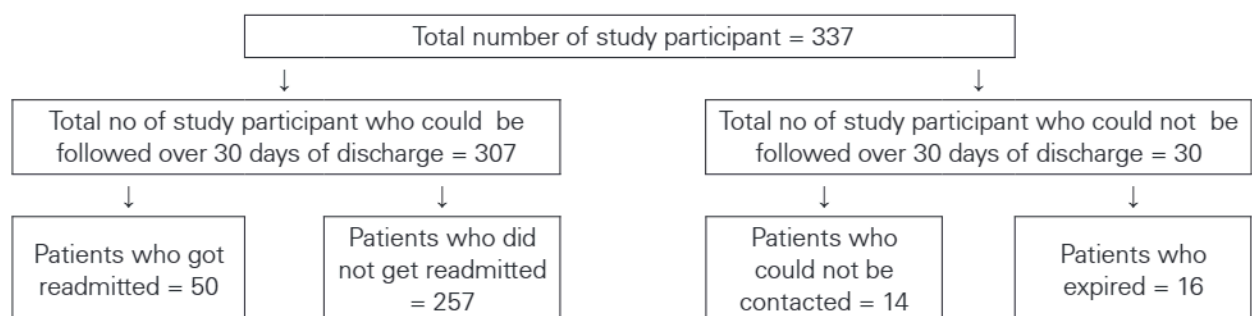 Total number of study participant = 337
↓
↓
Total no of study participant who could be
followed over 30 days of discharge = 307
Total no of study participant who could not be
followed over 30 days of discharge = 30
↓
↓
↓
↓
Patients who got
readmitted = 50
Patients who did
not get readmitted
= 257
Patients who
could not be
contacted = 14
Patients who
expired = 16